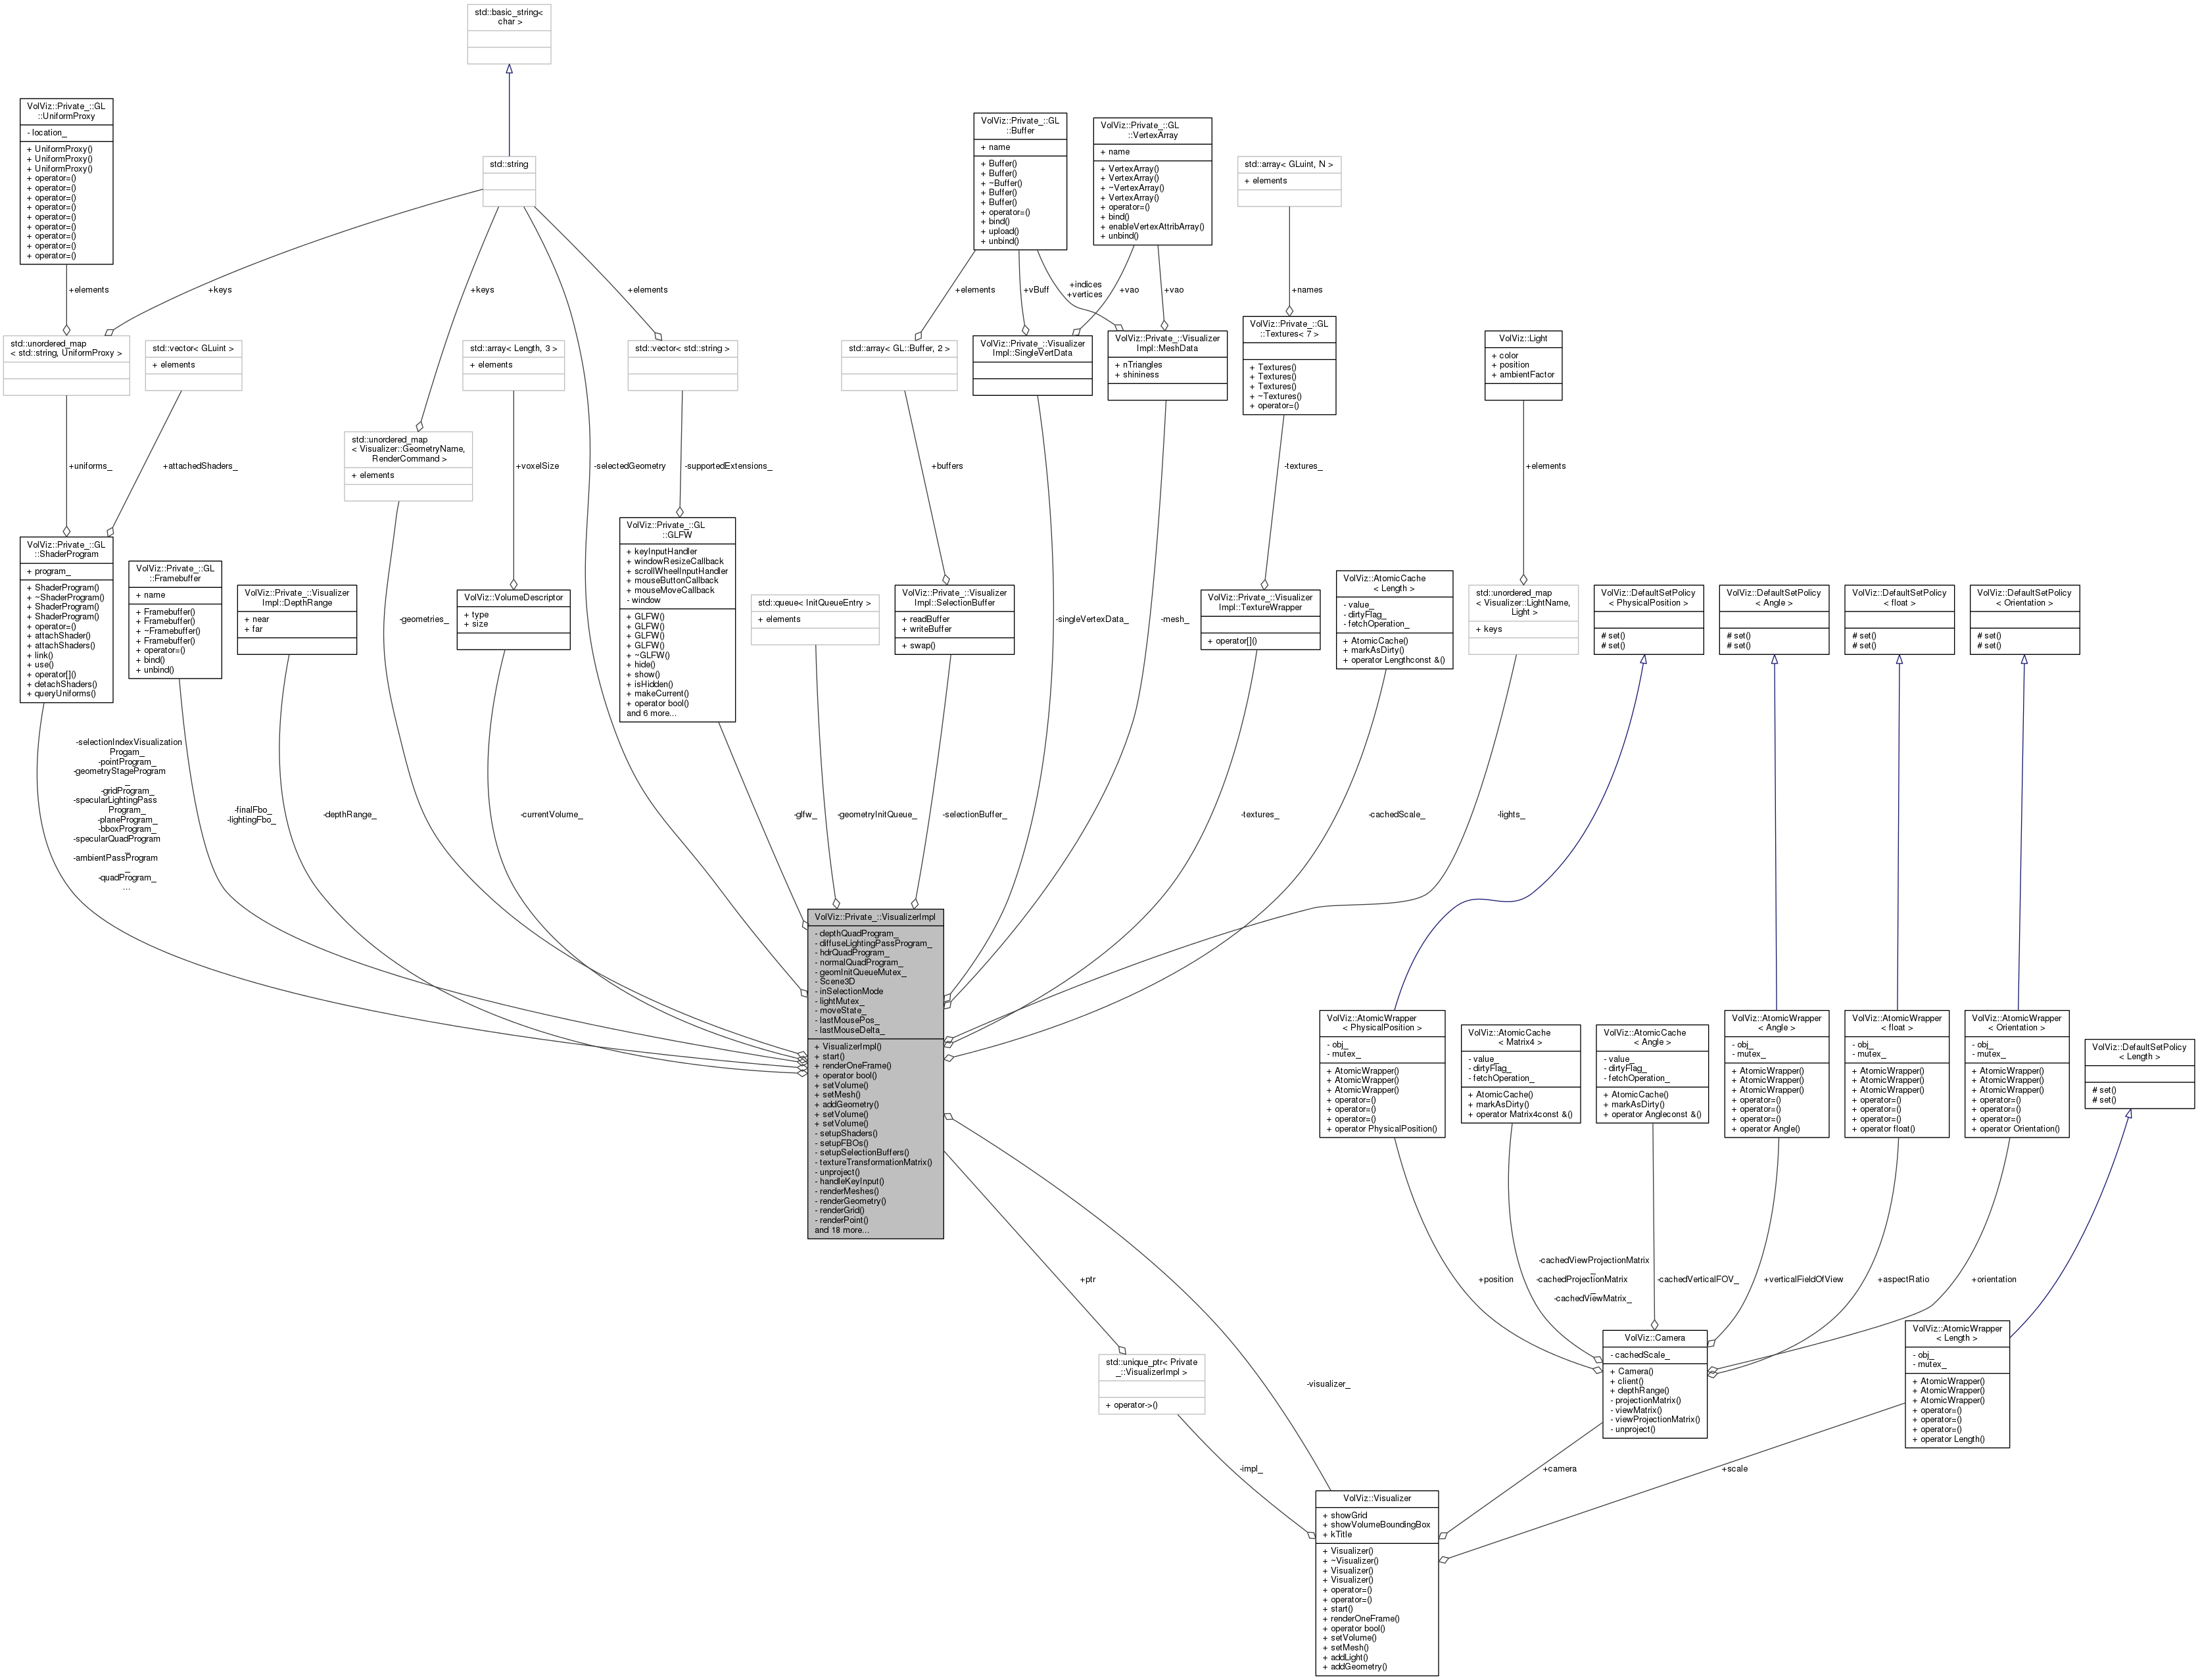 std::basic_string<
char >
VolViz::Private_::GL
::UniformProxy
- location_
+ UniformProxy()
+ UniformProxy()
+ UniformProxy()
+ operator=()
+ operator=()
+ operator=()
+ operator=()
+ operator=()
+ operator=()
+ operator=()
+ operator=()
+ operator=()
std::string
VolViz::Private_::GL
::Buffer
+ name
+ Buffer()
+ Buffer()
+ ~Buffer()
+ Buffer()
+ Buffer()
+ operator=()
+ bind()
+ upload()
+ unbind()
VolViz::Private_::GL
::VertexArray
+ name
+ VertexArray()
+ VertexArray()
+ ~VertexArray()
+ VertexArray()
+ operator=()
+ bind()
+ enableVertexAttribArray()
+ unbind()
std::array< GLuint, N >
+ elements
+elements
+keys
+keys
+elements
+elements
+vBuff
+indices
+vertices
+vao
+vao
+names
std::unordered_map
< std::string, UniformProxy >
std::vector< GLuint >
+ elements
std::array< Length, 3 >
+ elements
std::vector< std::string >
std::array< GL::Buffer, 2 >
VolViz::Private_::Visualizer
Impl::SingleVertData
VolViz::Private_::Visualizer
Impl::MeshData
+ nTriangles
+ shininess
VolViz::Private_::GL
::Textures< 7 >
+ Textures()
+ Textures()
+ Textures()
+ ~Textures()
+ operator=()
VolViz::Light
+ color
+ position
+ ambientFactor
std::unordered_map
< Visualizer::GeometryName,
RenderCommand >
+ elements
+uniforms_
+attachedShaders_
+voxelSize
-selectedGeometry
-supportedExtensions_
+buffers
-textures_
+elements
VolViz::Private_::GL
::ShaderProgram
+ program_
+ ShaderProgram()
+ ~ShaderProgram()
+ ShaderProgram()
+ ShaderProgram()
+ operator=()
+ attachShader()
+ attachShaders()
+ link()
+ use()
+ operator[]()
+ detachShaders()
+ queryUniforms()
VolViz::Private_::GL
::Framebuffer
+ name
+ Framebuffer()
+ Framebuffer()
+ ~Framebuffer()
+ Framebuffer()
+ operator=()
+ bind()
+ unbind()
VolViz::Private_::Visualizer
Impl::DepthRange
+ near
+ far
-geometries_
VolViz::VolumeDescriptor
+ type
+ size
VolViz::Private_::GL
::GLFW
+ keyInputHandler
+ windowResizeCallback
+ scrollWheelInputHandler
+ mouseButtonCallback
+ mouseMoveCallback
- window
+ GLFW()
+ GLFW()
+ GLFW()
+ GLFW()
+ ~GLFW()
+ hide()
+ show()
+ isHidden()
+ makeCurrent()
+ operator bool()
and 6 more...
std::queue< InitQueueEntry >
+ elements
VolViz::Private_::Visualizer
Impl::SelectionBuffer
+ readBuffer
+ writeBuffer
+ swap()
-singleVertexData_
-mesh_
VolViz::Private_::Visualizer
Impl::TextureWrapper
+ operator[]()
VolViz::AtomicCache
< Length >
- value_
- dirtyFlag_
- fetchOperation_
+ AtomicCache()
+ markAsDirty()
+ operator Lengthconst &()
std::unordered_map
< Visualizer::LightName,
Light >
+ keys
VolViz::DefaultSetPolicy
< PhysicalPosition >
# set()
# set()
VolViz::DefaultSetPolicy
< Angle >
# set()
# set()
VolViz::DefaultSetPolicy
< float >
# set()
# set()
VolViz::DefaultSetPolicy
< Orientation >
# set()
# set()
-selectionIndexVisualization
Progam_
-pointProgram_
-geometryStageProgram
_
-gridProgram_
-specularLightingPass
Program_
-planeProgram_
-bboxProgram_
-specularQuadProgram
_
-ambientPassProgram
_
-quadProgram_
...
-finalFbo_
-lightingFbo_
-depthRange_
-currentVolume_
-glfw_
-geometryInitQueue_
-selectionBuffer_
-textures_
-cachedScale_
-lights_
VolViz::Private_::VisualizerImpl
- depthQuadProgram_
- diffuseLightingPassProgram_
- hdrQuadProgram_
- normalQuadProgram_
- geomInitQueueMutex_
- Scene3D
- inSelectionMode
- lightMutex_
- moveState_
- lastMousePos_
- lastMouseDelta_
+ VisualizerImpl()
+ start()
+ renderOneFrame()
+ operator bool()
+ setVolume()
+ setMesh()
+ addGeometry()
+ setVolume()
+ setVolume()
- setupShaders()
- setupFBOs()
- setupSelectionBuffers()
- textureTransformationMatrix()
- unproject()
- handleKeyInput()
- renderMeshes()
- renderGeometry()
- renderGrid()
- renderPoint()
and 18 more...
VolViz::AtomicWrapper
< PhysicalPosition >
- obj_
- mutex_
+ AtomicWrapper()
+ AtomicWrapper()
+ AtomicWrapper()
+ operator=()
+ operator=()
+ operator=()
+ operator PhysicalPosition()
VolViz::AtomicCache
< Matrix4 >
- value_
- dirtyFlag_
- fetchOperation_
+ AtomicCache()
+ markAsDirty()
+ operator Matrix4const &()
VolViz::AtomicCache
< Angle >
- value_
- dirtyFlag_
- fetchOperation_
+ AtomicCache()
+ markAsDirty()
+ operator Angleconst &()
VolViz::AtomicWrapper
< Angle >
- obj_
- mutex_
+ AtomicWrapper()
+ AtomicWrapper()
+ AtomicWrapper()
+ operator=()
+ operator=()
+ operator=()
+ operator Angle()
VolViz::AtomicWrapper
< float >
- obj_
- mutex_
+ AtomicWrapper()
+ AtomicWrapper()
+ AtomicWrapper()
+ operator=()
+ operator=()
+ operator=()
+ operator float()
VolViz::AtomicWrapper
< Orientation >
- obj_
- mutex_
+ AtomicWrapper()
+ AtomicWrapper()
+ AtomicWrapper()
+ operator=()
+ operator=()
+ operator=()
+ operator Orientation()
VolViz::DefaultSetPolicy
< Length >
# set()
# set()
+ptr
+position
-cachedViewProjectionMatrix
_
-cachedProjectionMatrix
_
-cachedViewMatrix_
-cachedVerticalFOV_
+verticalFieldOfView
+aspectRatio
+orientation
std::unique_ptr< Private
_::VisualizerImpl >
+ operator->()
-visualizer_
VolViz::Camera
- cachedScale_
+ Camera()
+ client()
+ depthRange()
- projectionMatrix()
- viewMatrix()
- viewProjectionMatrix()
- unproject()
VolViz::AtomicWrapper
< Length >
- obj_
- mutex_
+ AtomicWrapper()
+ AtomicWrapper()
+ AtomicWrapper()
+ operator=()
+ operator=()
+ operator=()
+ operator Length()
-impl_
+camera
+scale
VolViz::Visualizer
+ showGrid
+ showVolumeBoundingBox
+ kTitle
+ Visualizer()
+ ~Visualizer()
+ Visualizer()
+ Visualizer()
+ operator=()
+ operator=()
+ start()
+ renderOneFrame()
+ operator bool()
+ setVolume()
+ setMesh()
+ addLight()
+ addGeometry()